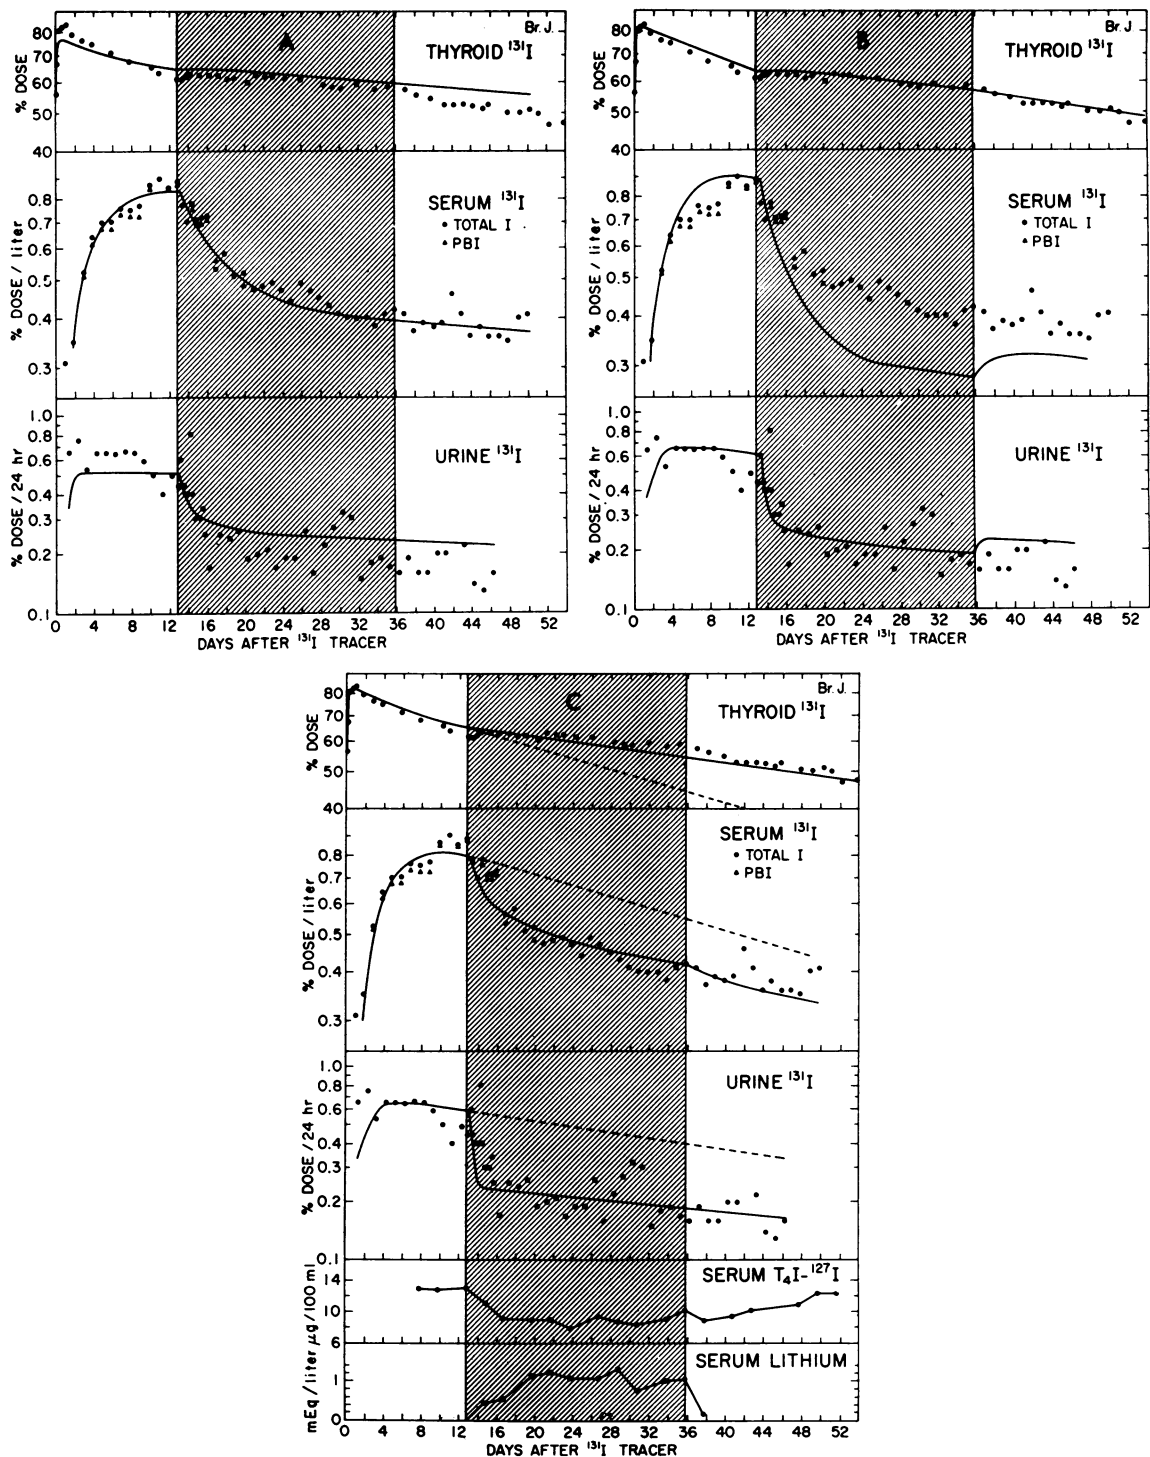 A
Br. J.
THYROID 131I
% DOSE
80
70
60
50
40
SERUM 131I
• TOTAL I
▲ PBI
% DOSE / liter
0.8
0.7
0.6
0.5
0.4
0.3
URINE 131I
% DOSE / 24 hr
1.0
0.8
0.6
0.4
0.3
0.2
0.1
0 4 8 12 16 20 24 28 32 36 40 44 48 52
DAYS AFTER 131I TRACER
B
Br. J.
THYROID 131I
% DOSE
80
70
60
50
40
SERUM 131I
• TOTAL I
▲ PBI
% DOSE / liter
0.8
0.7
0.6
0.5
0.4
0.3
URINE 131I
% DOSE / 24 hr
1.0
0.8
0.6
0.4
0.3
0.2
0.1
0 4 8 12 16 20 24 28 32 36 40 44 48 52
DAYS AFTER 131I TRACER
C
Br. J.
THYROID 131I
% DOSE
80
70
60
50
40
SERUM 131I
• TOTAL I
▲ PBI
% DOSE / liter
0.8
0.7
0.6
0.5
0.4
0.3
URINE 131I
% DOSE / 24 hr
1.0
0.8
0.6
0.4
0.3
0.2
0.1
SERUM T4I-127I
µg/100 ml
14
10
6
SERUM LITHIUM
mEq/liter
1
0
0 4 8 12 16 20 24 28 32 36 40 44 48 52
DAYS AFTER 131I TRACER